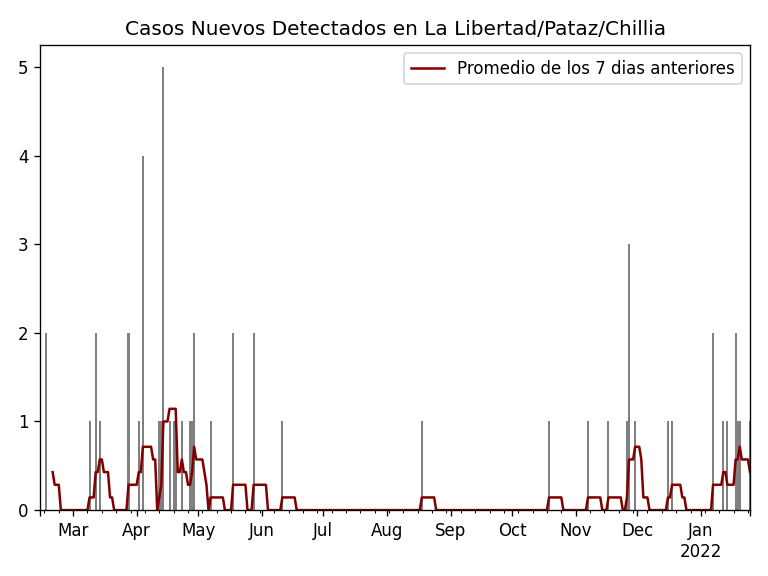 Casos Nuevos Detectados en La Libertad/Pataz/Chillia
Promedio de los 7 dias anteriores
5
4
3
2
1
0
Mar Apr May Jun Jul Aug Sep Oct Nov Dec Jan
2022